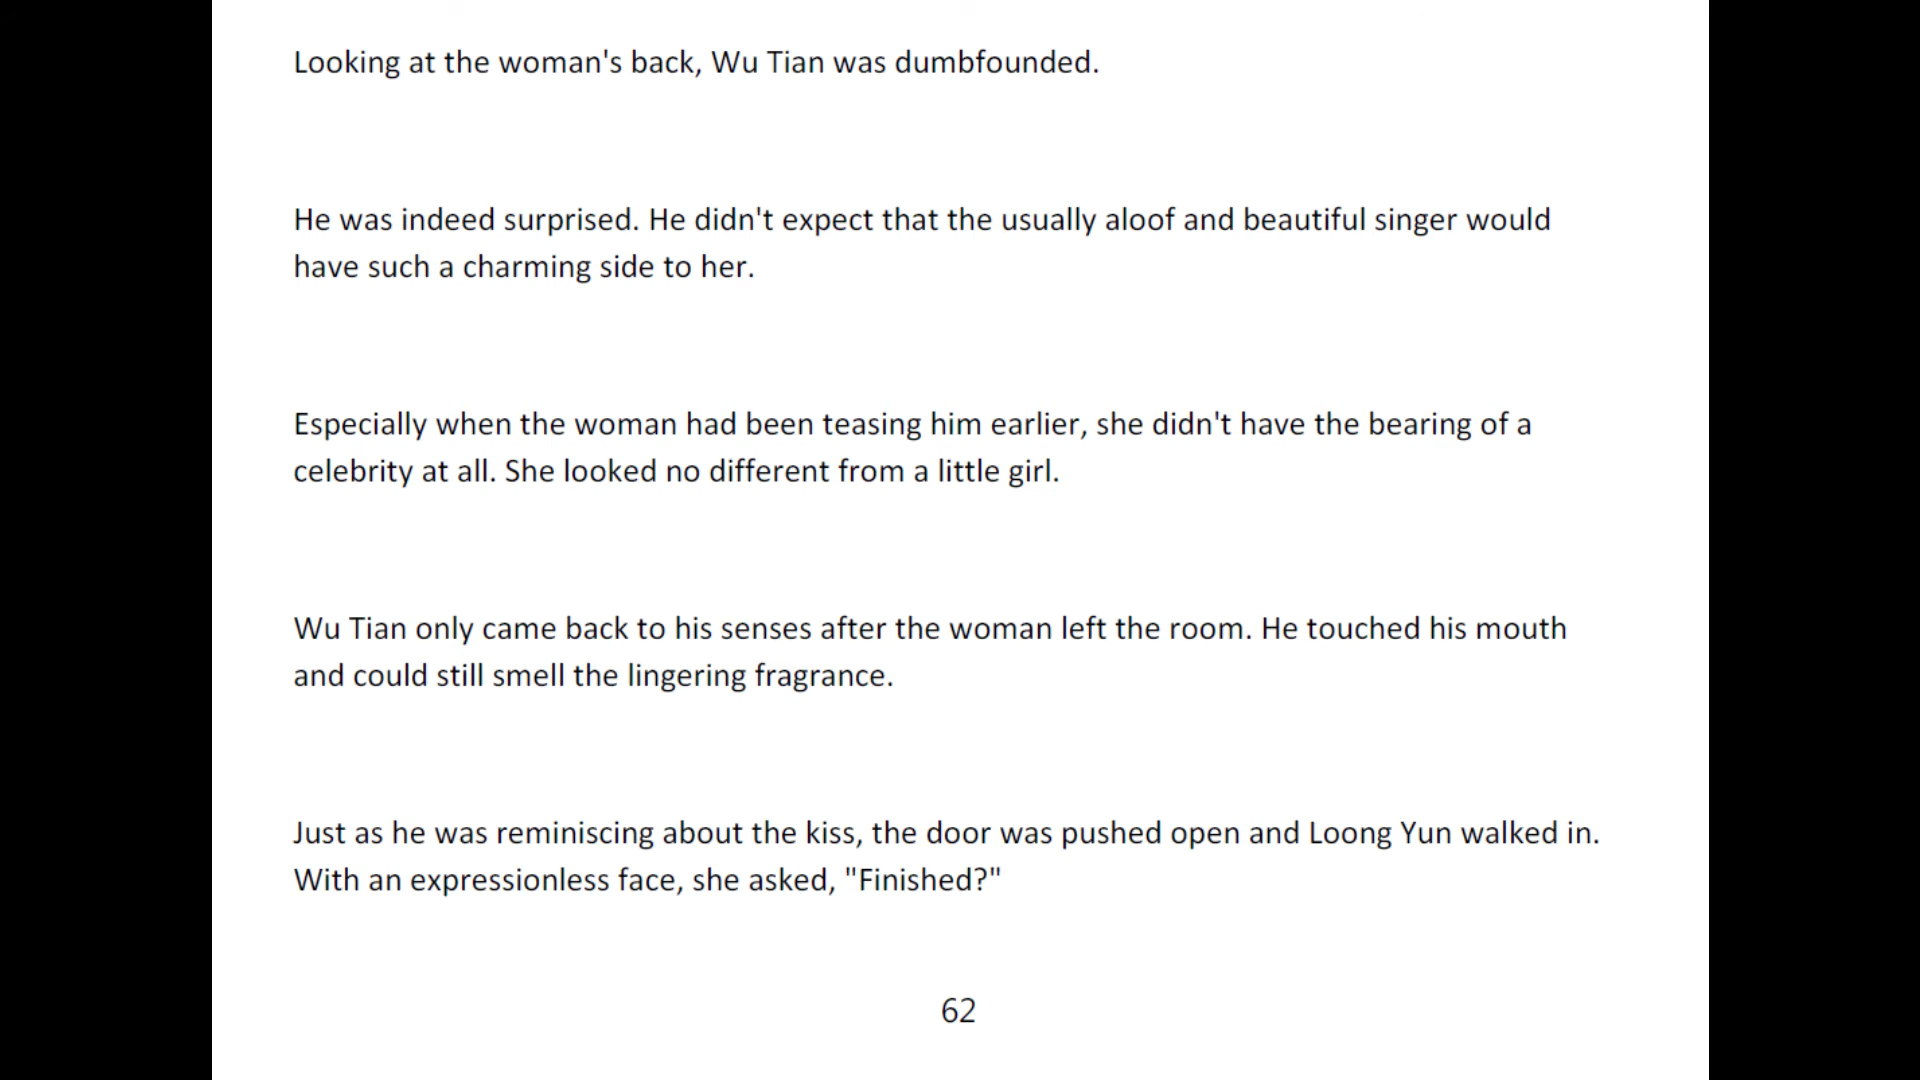 Looking at the woman's back, Wu Tian was dumbfounded.
He was indeed surprised. He didn't expect that the usually aloof and beautiful singer would
have such a charming side to her.
Especially when the woman had been teasing him earlier, she didn't have the bearing of a
celebrity at all. She looked no different from a little girl.
Wu Tian only came back to his senses after the woman left the room. He touched his mouth
and could still smell the lingering fragrance.
Just as he was reminiscing about the kiss, the door was pushed open and Loong Yun walked in.
With an expressionless face, she asked, "Finished?"
62